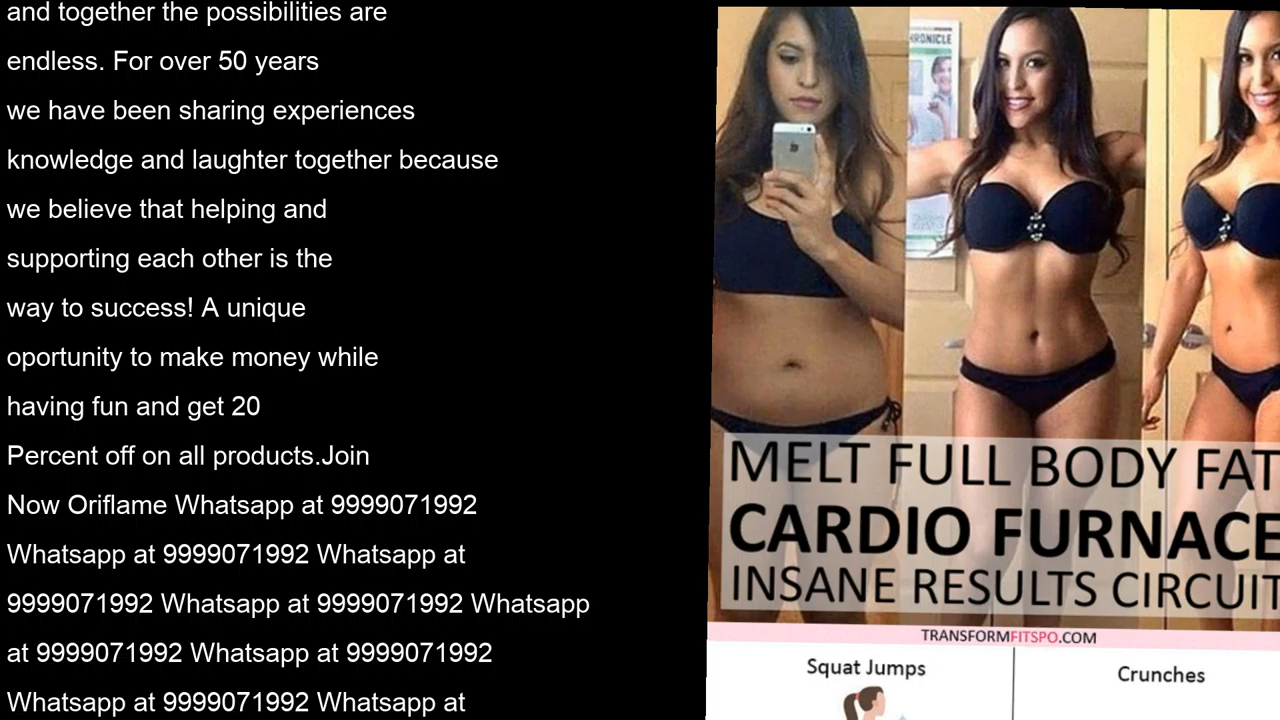 and together the possibilities are
endless. For over 50 years
we have been sharing experiences
knowledge and laughter together because
we believe that helping and
supporting each other is the
way to success! A unique
oportunity to make money while
having fun and get 20
Percent off on all products.Join
Now Oriflame Whatsapp at 9999071992
Whatsapp at 9999071992 Whatsapp at
9999071992 Whatsapp at 9999071992 Whatsapp
at 9999071992 Whatsapp at 9999071992
Whatsapp at 9999071992 Whatsapp at
MELT FULL BODY FAT
CARDIO FURNACE
INSANE RESULTS CIRCUIT
TRANSFORMFITSPO.COM
Squat Jumps
Crunches